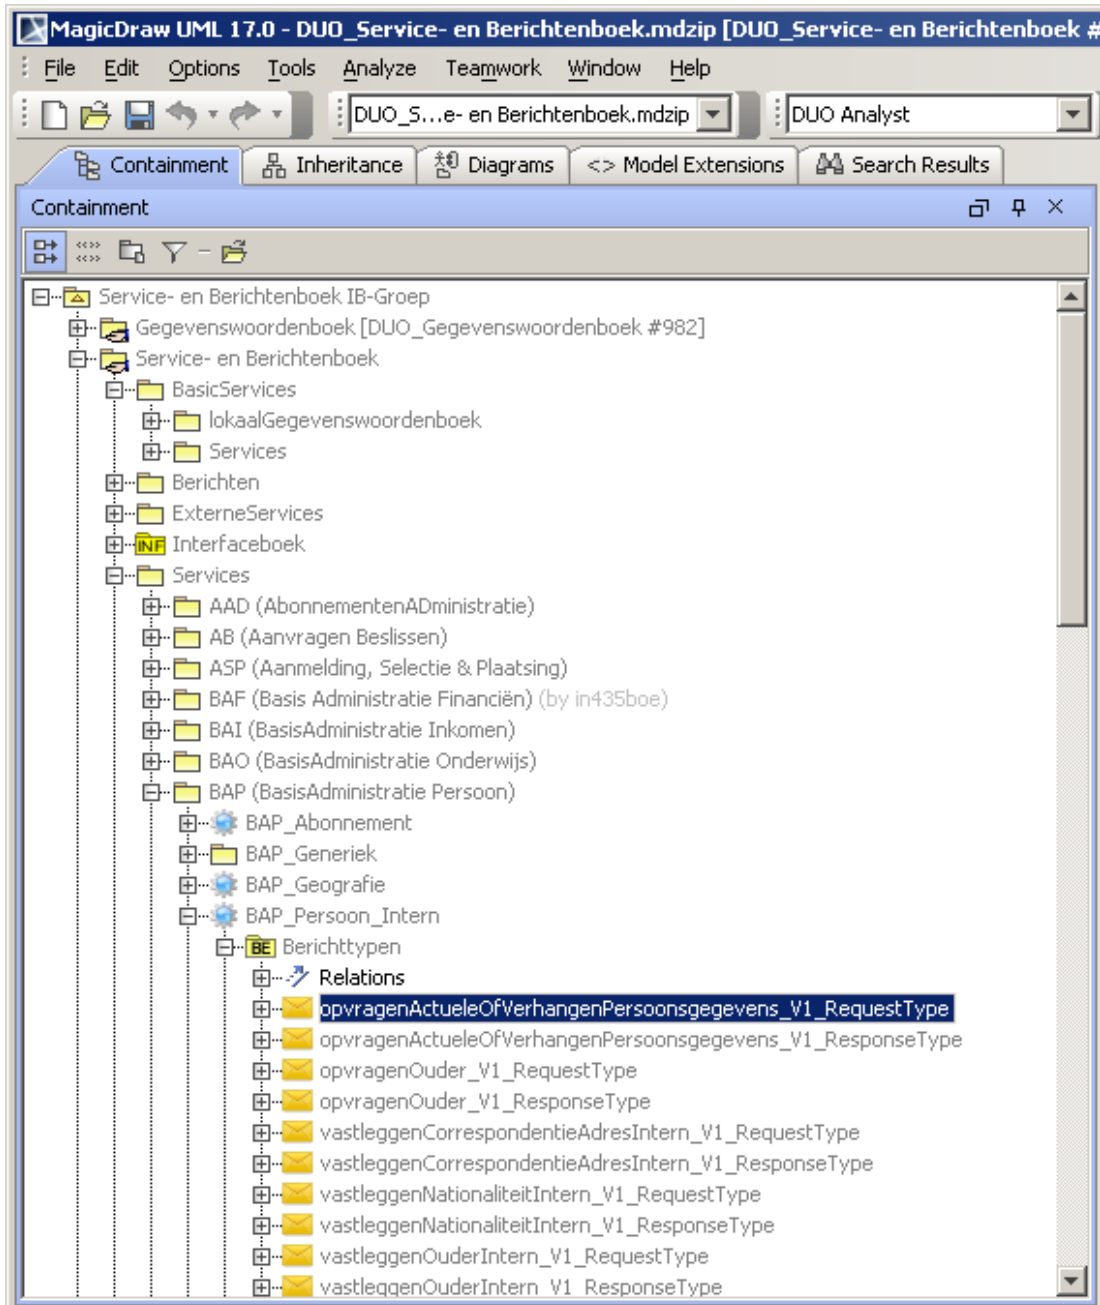 MagicDraw UML 17.0 - DUO_Service- en Berichtenboek.mdzip [DUO_Service- en Berichtenboek #
File Edit Options Tools Analyze Teamwork Window Help
DUO_S...e- en Berichtenboek.mdzip DUO Analyst
Containment Inheritance Diagrams <> Model Extensions Search Results
Containment
Service- en Berichtenboek IB-Groep
Gegevenswoordenboek [DUO_Gegevenswoordenboek #982]
Service- en Berichtenboek
BasicServices
lokaalGegevenswoordenboek
Services
Berichten
ExterneServices
INF Interfaceboek
Services
AAD (AbonnementenADministratie)
AB (Aanvragen Beslissen)
ASP (Aanmelding, Selectie & Plaatsing)
BAF (Basis Administratie Financiën) (by in435boe)
BAI (BasisAdministratie Inkomen)
BAO (BasisAdministratie Onderwijs)
BAP (BasisAdministratie Persoon)
BAP_Abonnement
BAP_Generiek
BAP_Geografie
BAP_Persoon_Intern
BE Berichttypen
Relations
opvragenActueleOfVerhangenPersoonsgegevens_V1_RequestType
opvragenActueleOfVerhangenPersoonsgegevens_V1_ResponseType
opvragenOuder_V1_RequestType
opvragenOuder_V1_ResponseType
vastleggenCorrespondentieAdresIntern_V1_RequestType
vastleggenCorrespondentieAdresIntern_V1_ResponseType
vastleggenNationaliteitIntern_V1_RequestType
vastleggenNationaliteitIntern_V1_ResponseType
vastleggenOuderIntern_V1_RequestType
vastleggenOuderIntern_V1_ResponseType